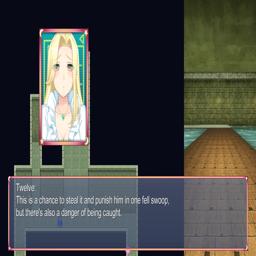 Twelve:
This is a chance to steal it and punish him in one fell swoop,
but there's also a danger of being caught.